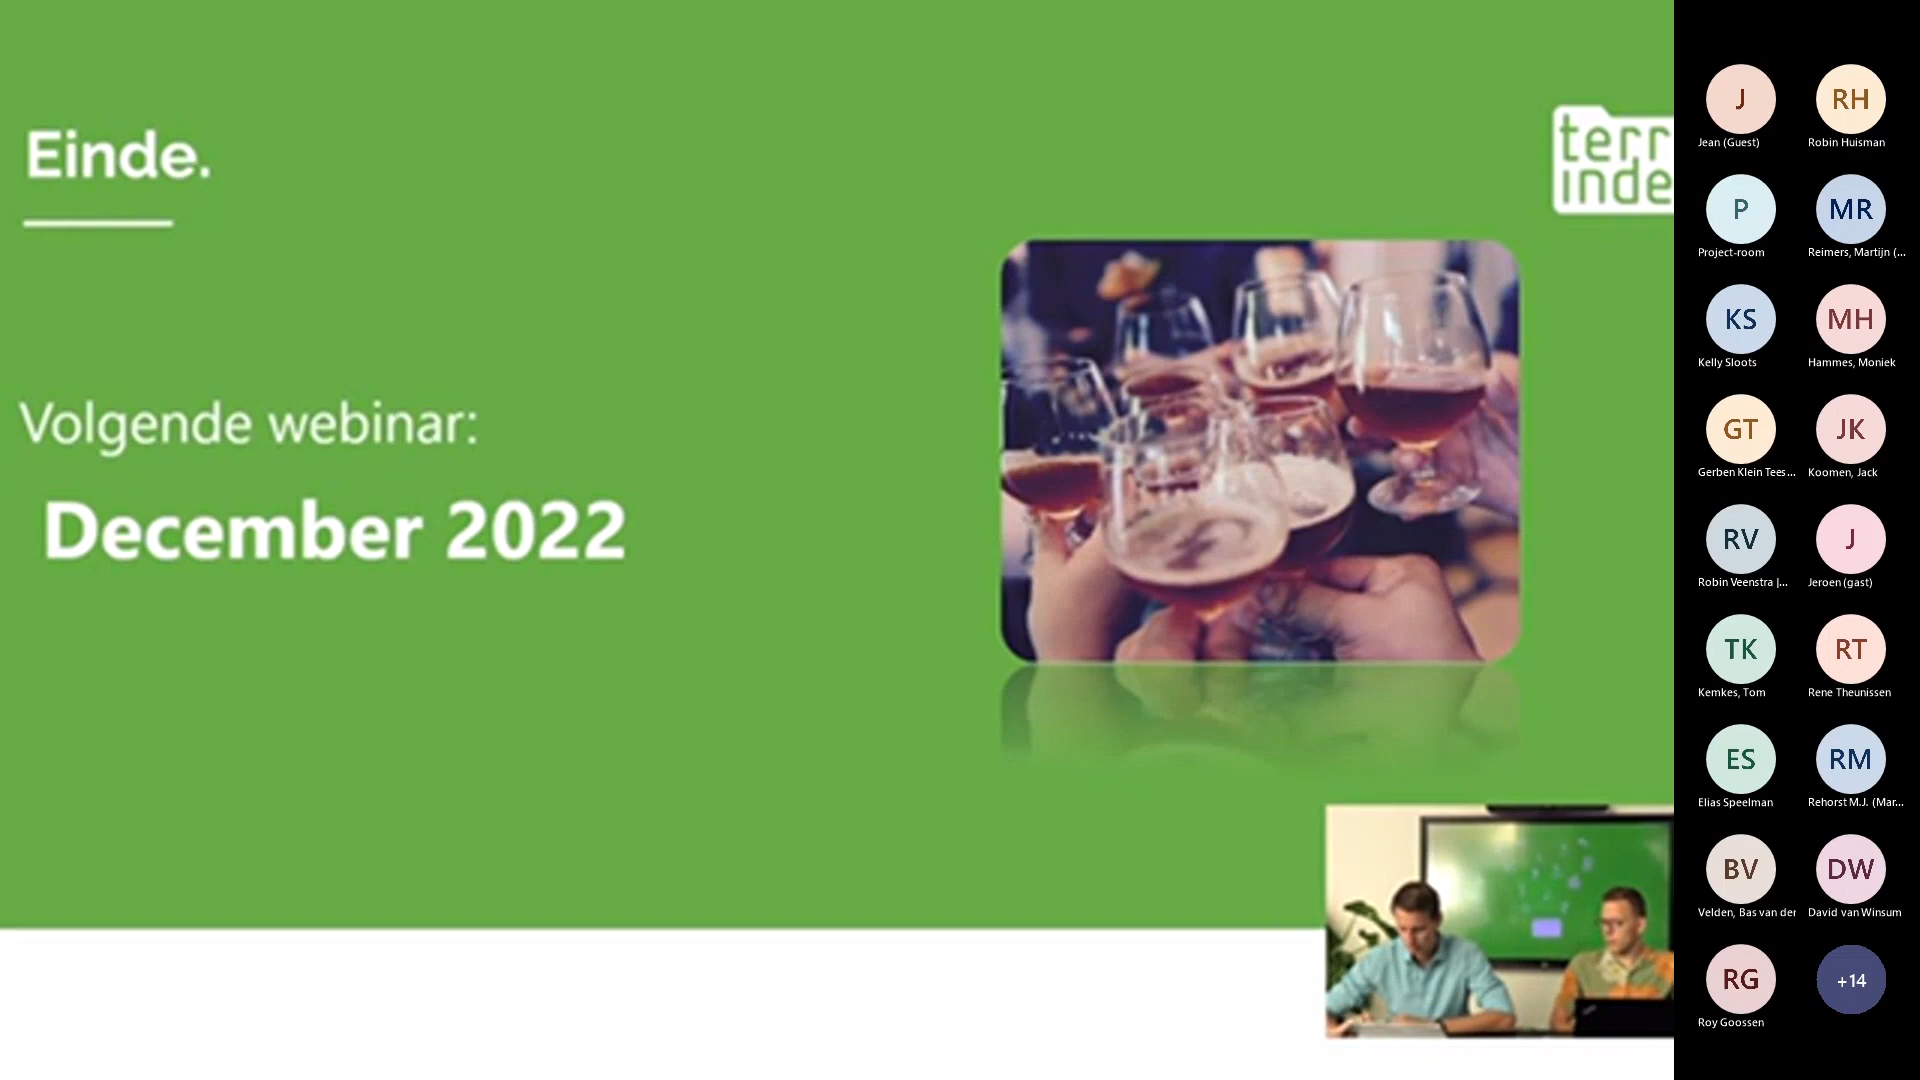 Einde.
terr
inde
Volgende webinar:
December 2022
J
RH
Jean (Guest)
Robin Huisman
P
MR
Project-room
Reimers, Martijn (...
KS
MH
Kelly Sloots
Hammes, Moniek
GT
JK
Gerben Klein Tees...
Koomen, Jack
RV
J
Robin Veenstra |...
Jeroen (gast)
TK
RT
Kemkes, Tom
Rene Theunissen
ES
RM
Elias Speelman
Rehorst M.J. (Mar...
BV
DW
Velden, Bas van der
David van Winsum
RG
+14
Roy Goossen